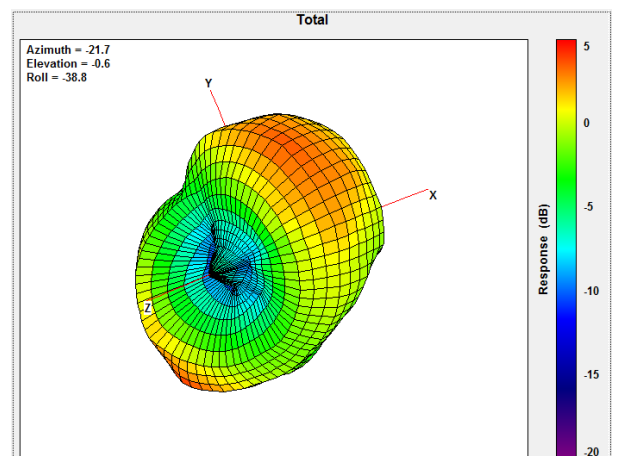 Total
Azimuth = -21.7
Elevation = -0.6
Roll = -38.8
Y
X
Z
5
0
-5
-10
-15
-20
Response (dB)